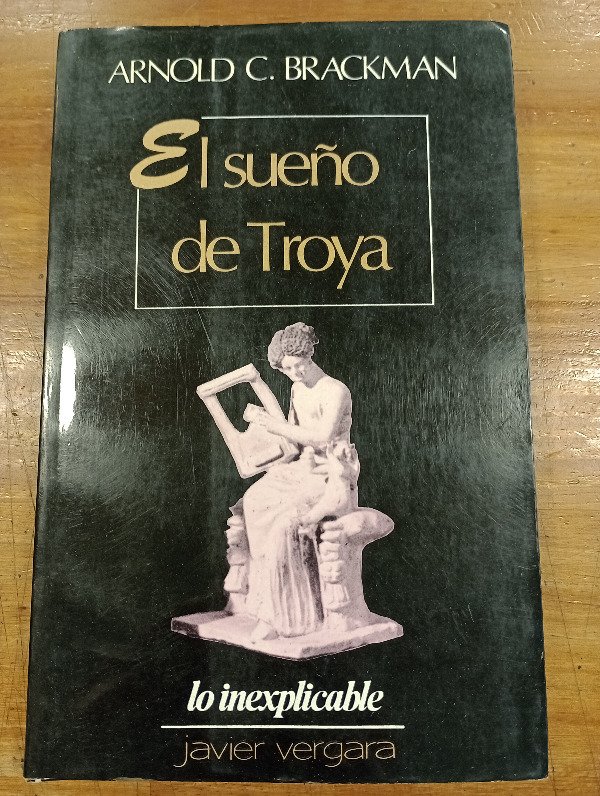 ARNOLD C. BRACKMAN
El sueño
de Troya
lo inexplicable
javier vergara